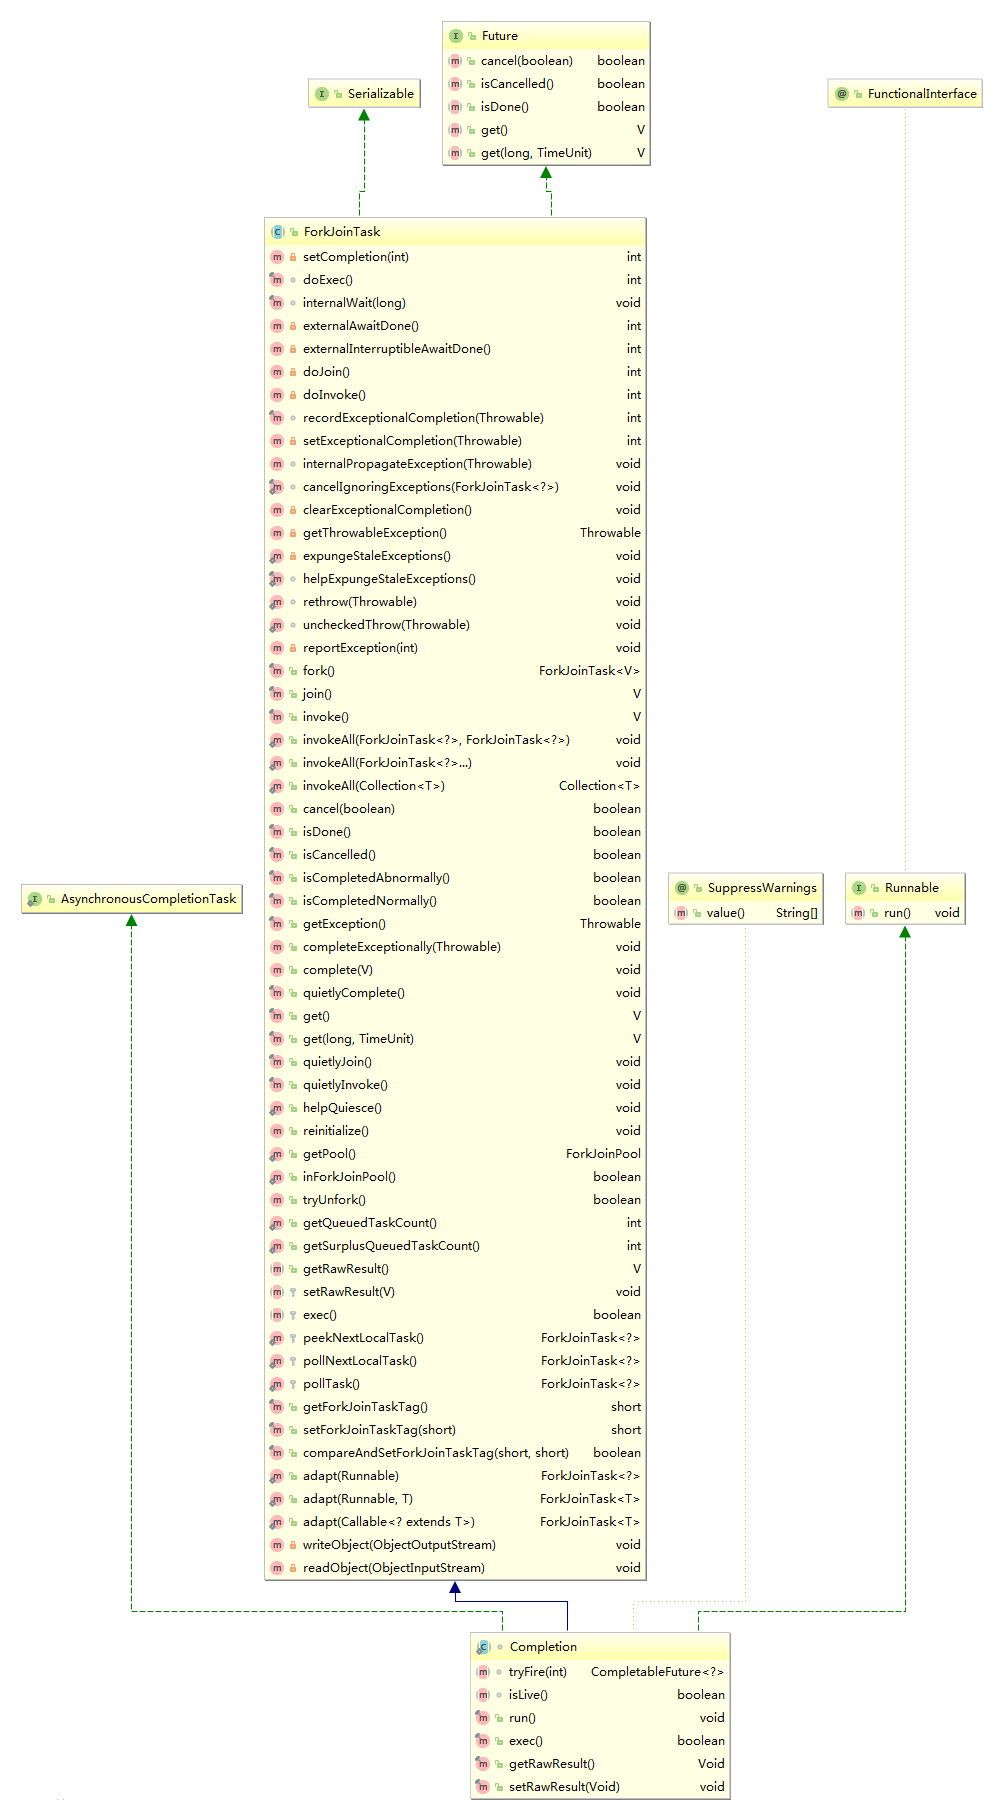 Future
cancel(boolean) boolean
isCancelled() boolean
isDone() boolean
get() V
get(long, TimeUnit) V
Serializable
FunctionalInterface
ForkJoinTask
setCompletion(int) int
doExec() int
internalWait(long) void
externalAwaitDone() int
externalInterruptibleAwaitDone() int
doJoin() int
doInvoke() int
recordExceptionalCompletion(Throwable) int
setExceptionalCompletion(Throwable) int
internalPropagateException(Throwable) void
cancelIgnoringExceptions(ForkJoinTask<?>) void
clearExceptionalCompletion() void
getThrowableException() Throwable
expungeStaleExceptions() void
helpExpungeStaleExceptions() void
rethrow(Throwable) void
uncheckedThrow(Throwable) void
reportException(int) void
fork() ForkJoinTask<V>
join() V
invoke() V
invokeAll(ForkJoinTask<?>, ForkJoinTask<?>) void
invokeAll(ForkJoinTask<?>...) void
invokeAll(Collection<T>) Collection<T>
cancel(boolean) boolean
isDone() boolean
isCancelled() boolean
isCompletedAbnormally() boolean
isCompletedNormally() boolean
getException() Throwable
completeExceptionally(Throwable) void
complete(V) void
quietlyComplete() void
get() V
get(long, TimeUnit) V
quietlyJoin() void
quietlyInvoke() void
helpQuiesce() void
reinitialize() void
getPool() ForkJoinPool
inForkJoinPool() boolean
tryUnfork() boolean
getQueuedTaskCount() int
getSurplusQueuedTaskCount() int
getRawResult() V
setRawResult(V) void
exec() boolean
peekNextLocalTask() ForkJoinTask<?>
pollNextLocalTask() ForkJoinTask<?>
pollTask() ForkJoinTask<?>
getForkJoinTaskTag() short
setForkJoinTaskTag(short) short
compareAndSetForkJoinTaskTag(short, short) boolean
adapt(Runnable) ForkJoinTask<?>
adapt(Runnable, T) ForkJoinTask<T>
adapt(Callable<? extends T>) ForkJoinTask<T>
writeObject(ObjectOutputStream) void
readObject(ObjectInputStream) void
AsynchronousCompletionTask
SuppressWarnings
value() String[]
Runnable
run() void
Completion
tryFire(int) CompletableFuture<?>
isLive() boolean
run() void
exec() boolean
getRawResult() Void
setRawResult(Void) void